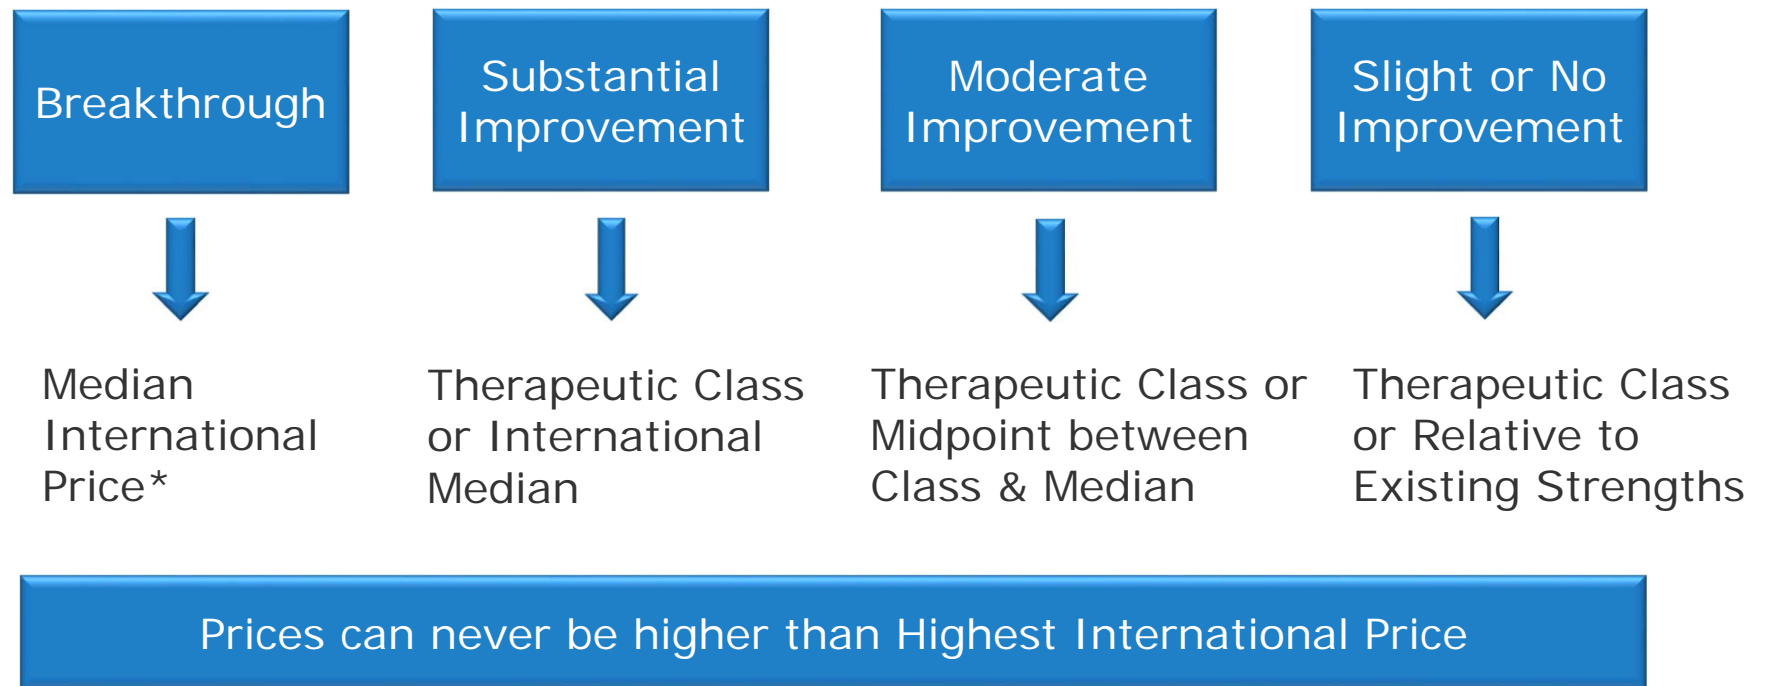 Breakthrough
Substantial
Improvement
Moderate
Improvement
Slight or No
Improvement
Median
International
Price*
Therapeutic Class
or International
Median
Therapeutic Class or
Midpoint between
Class & Median
Therapeutic Class
or Relative to
Existing Strengths
Prices can never be higher than Highest International Price